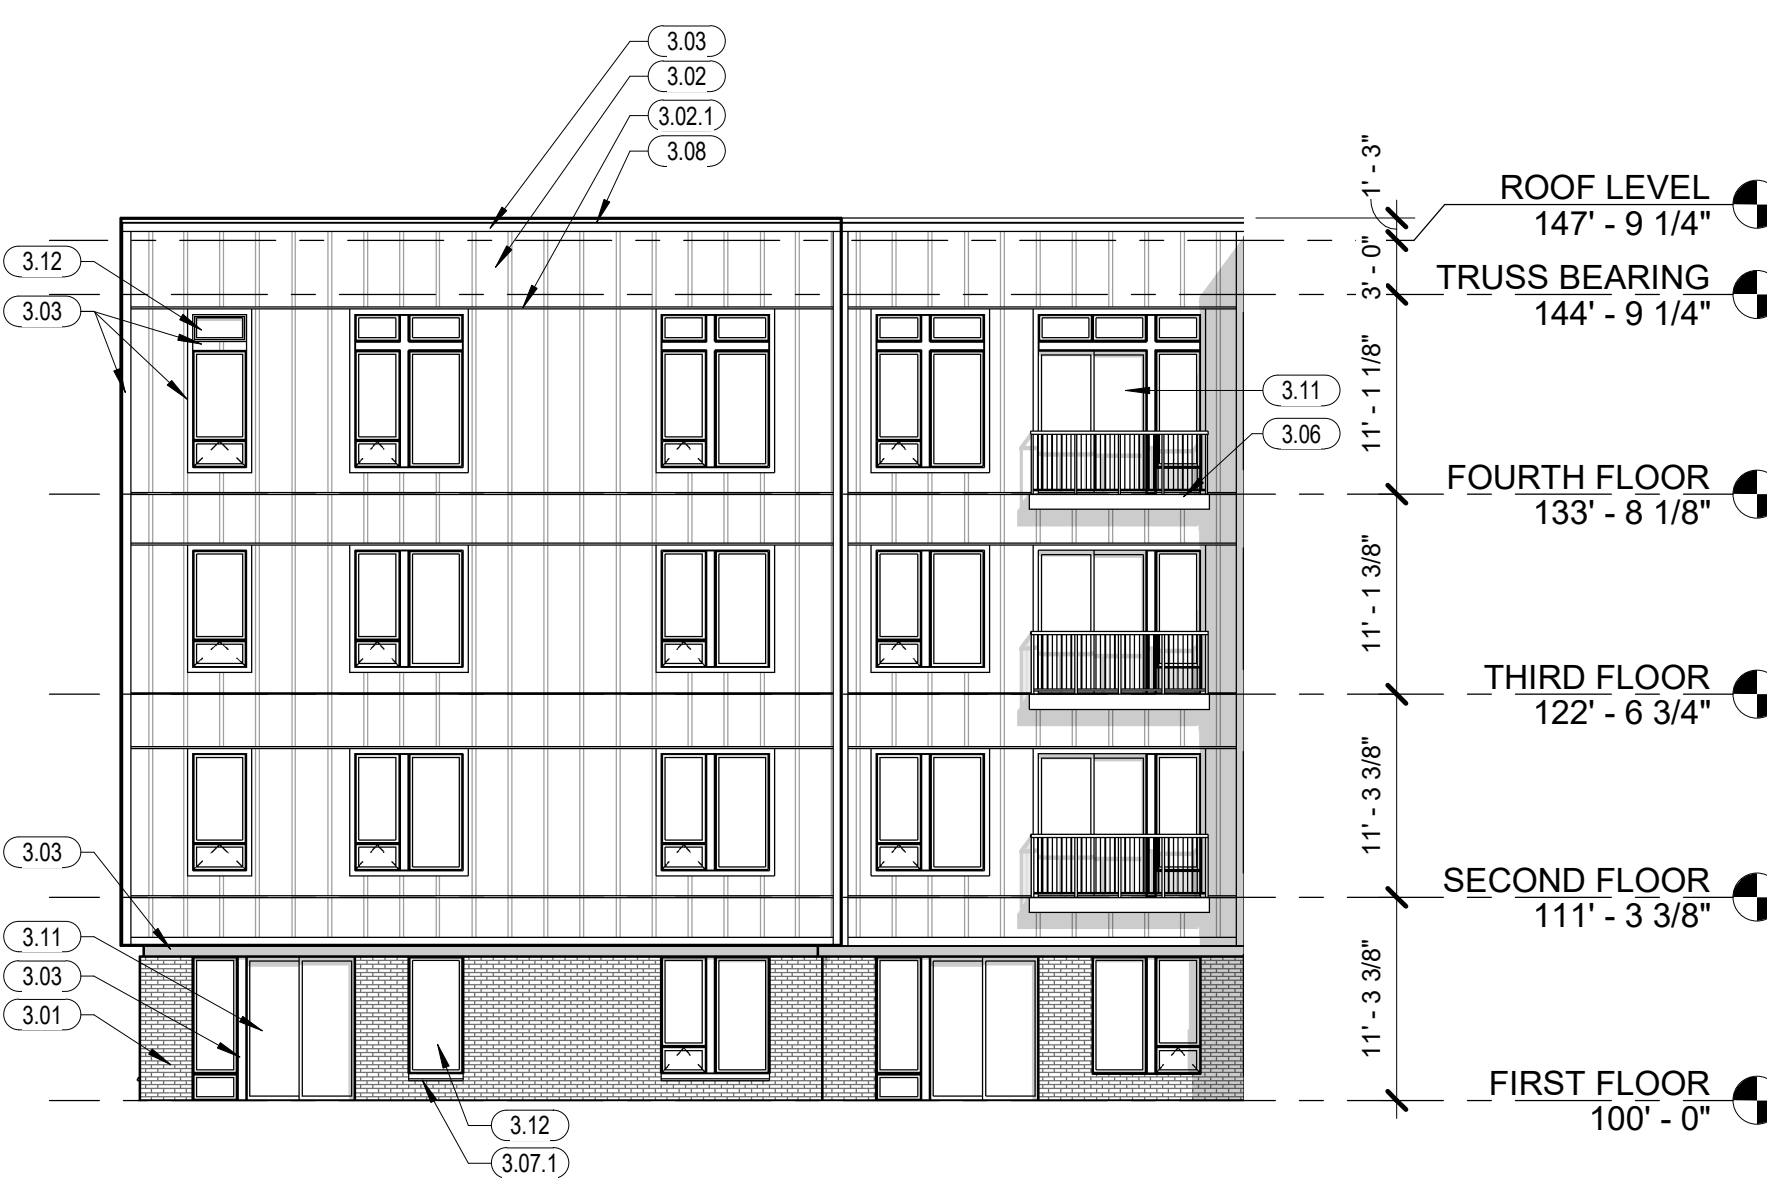 3.03
3.02
3.02.1
3.08
1' - 3"
ROOF LEVEL
147' - 9 1/4"
3.12
3.03
3' - 0"
TRUSS BEARING
144' - 9 1/4"
11' - 1 1/8"
3.11
3.06
FOURTH FLOOR
133' - 8 1/8"
11' - 1 3/8"
THIRD FLOOR
122' - 6 3/4"
11' - 3 3/8"
3.03
SECOND FLOOR
111' - 3 3/8"
3.11
3.03
3.01
11' - 3 3/8"
FIRST FLOOR
100' - 0"
3.12
3.07.1